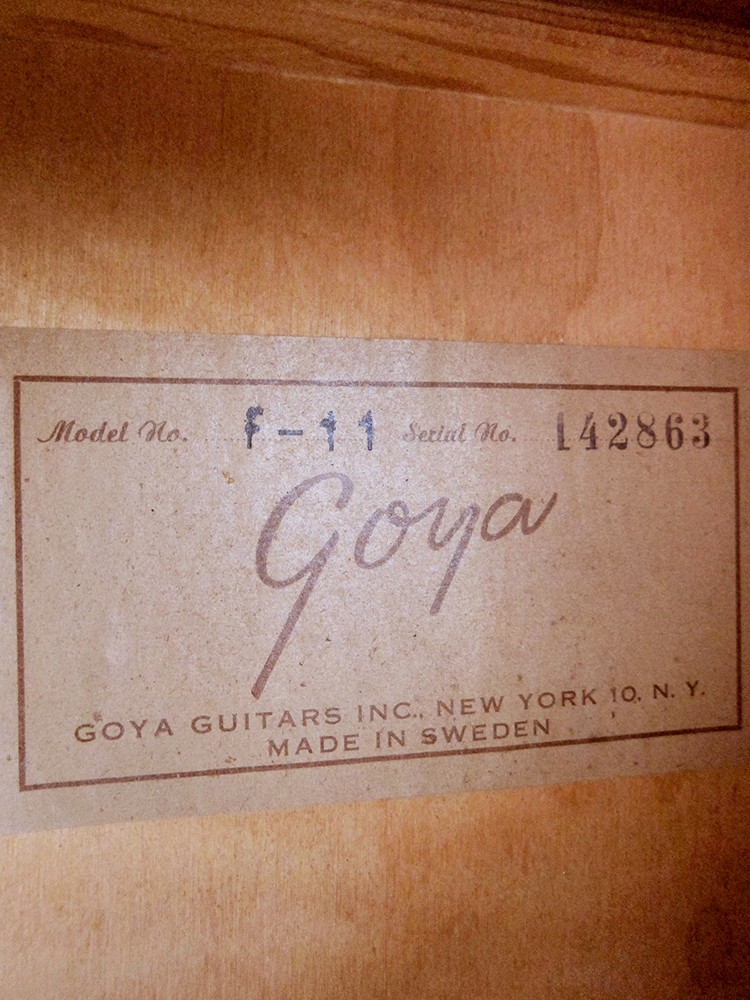 Model No. F-11 Serial No. 142863
Goya
GOYA GUITARS INC., NEW YORK 10, N. Y.
MADE IN SWEDEN